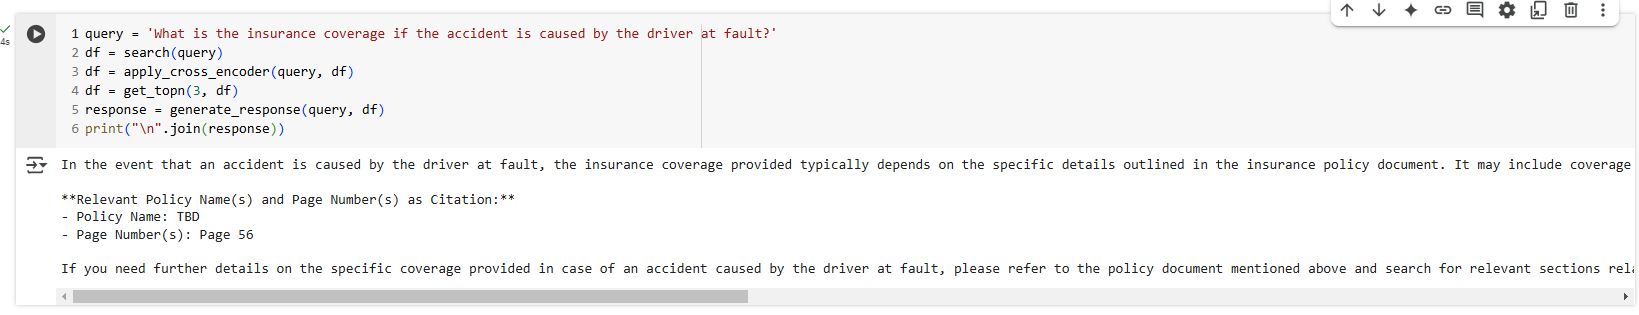 4s
1 query = 'What is the insurance coverage if the accident is caused by the driver at fault?'
2 df = search(query)
3 df = apply_cross_encoder(query, df)
4 df = get_topn(3, df)
5 response = generate_response(query, df)
6 print("\n".join(response))
In the event that an accident is caused by the driver at fault, the insurance coverage provided typically depends on the specific details outlined in the insurance policy document. It may include coverage
**Relevant Policy Name(s) and Page Number(s) as Citation:**
- Policy Name: TBD
- Page Number(s): Page 56
If you need further details on the specific coverage provided in case of an accident caused by the driver at fault, please refer to the policy document mentioned above and search for relevant sections